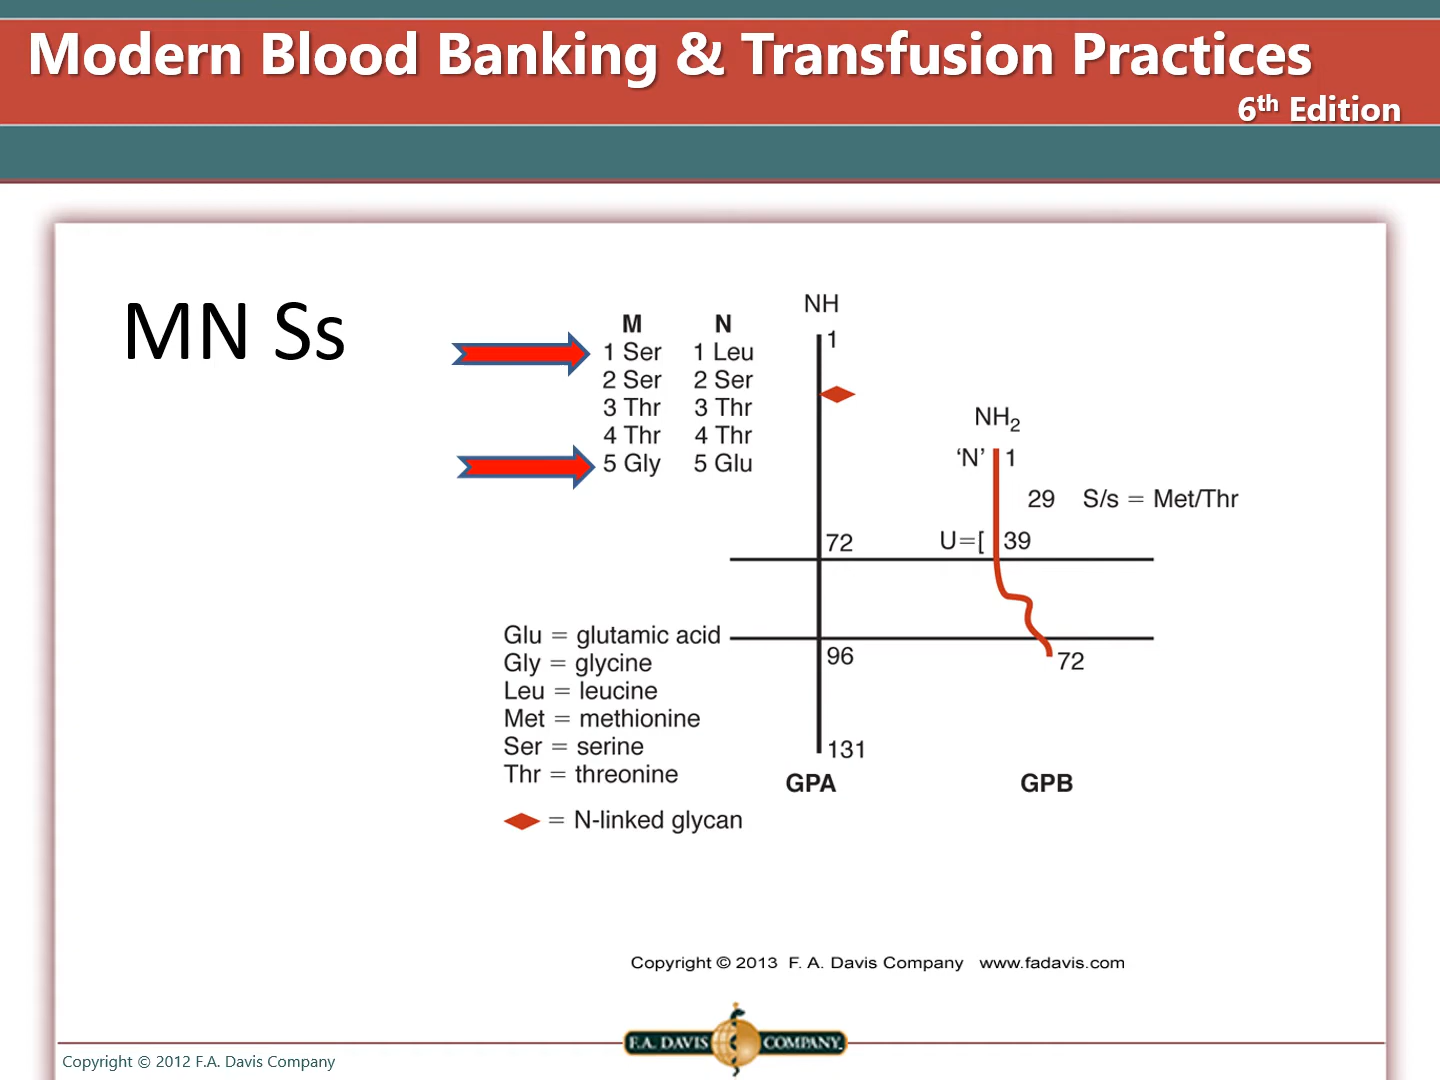 Modern Blood Banking & Transfusion Practices
6th Edition
MN Ss
M N
1 Ser 1 Leu
2 Ser 2 Ser
3 Thr 3 Thr
4 Thr 4 Thr
5 Gly 5 Glu
NH
1
72
96
131
GPA
NH2
'N' 1
29 S/s = Met/Thr
U=[ 39
72
GPB
Glu = glutamic acid
Gly = glycine
Leu = leucine
Met = methionine
Ser = serine
Thr = threonine
= N-linked glycan
Copyright © 2013 F. A. Davis Company www.fadavis.com
F.A. DAVIS COMPANY
Copyright © 2012 F.A. Davis Company